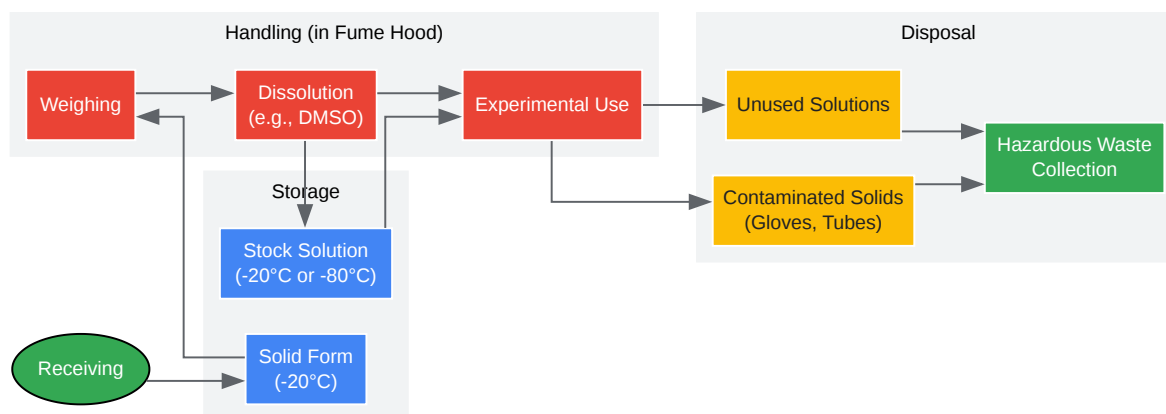 Handling (in Fume Hood)
Weighing
Dissolution
(e.g., DMSO)
Experimental Use
Storage
Stock Solution
(-20°C or -80°C)
Solid Form
(-20°C)
Receiving
Disposal
Unused Solutions
Contaminated Solids
(Gloves, Tubes)
Hazardous Waste
Collection